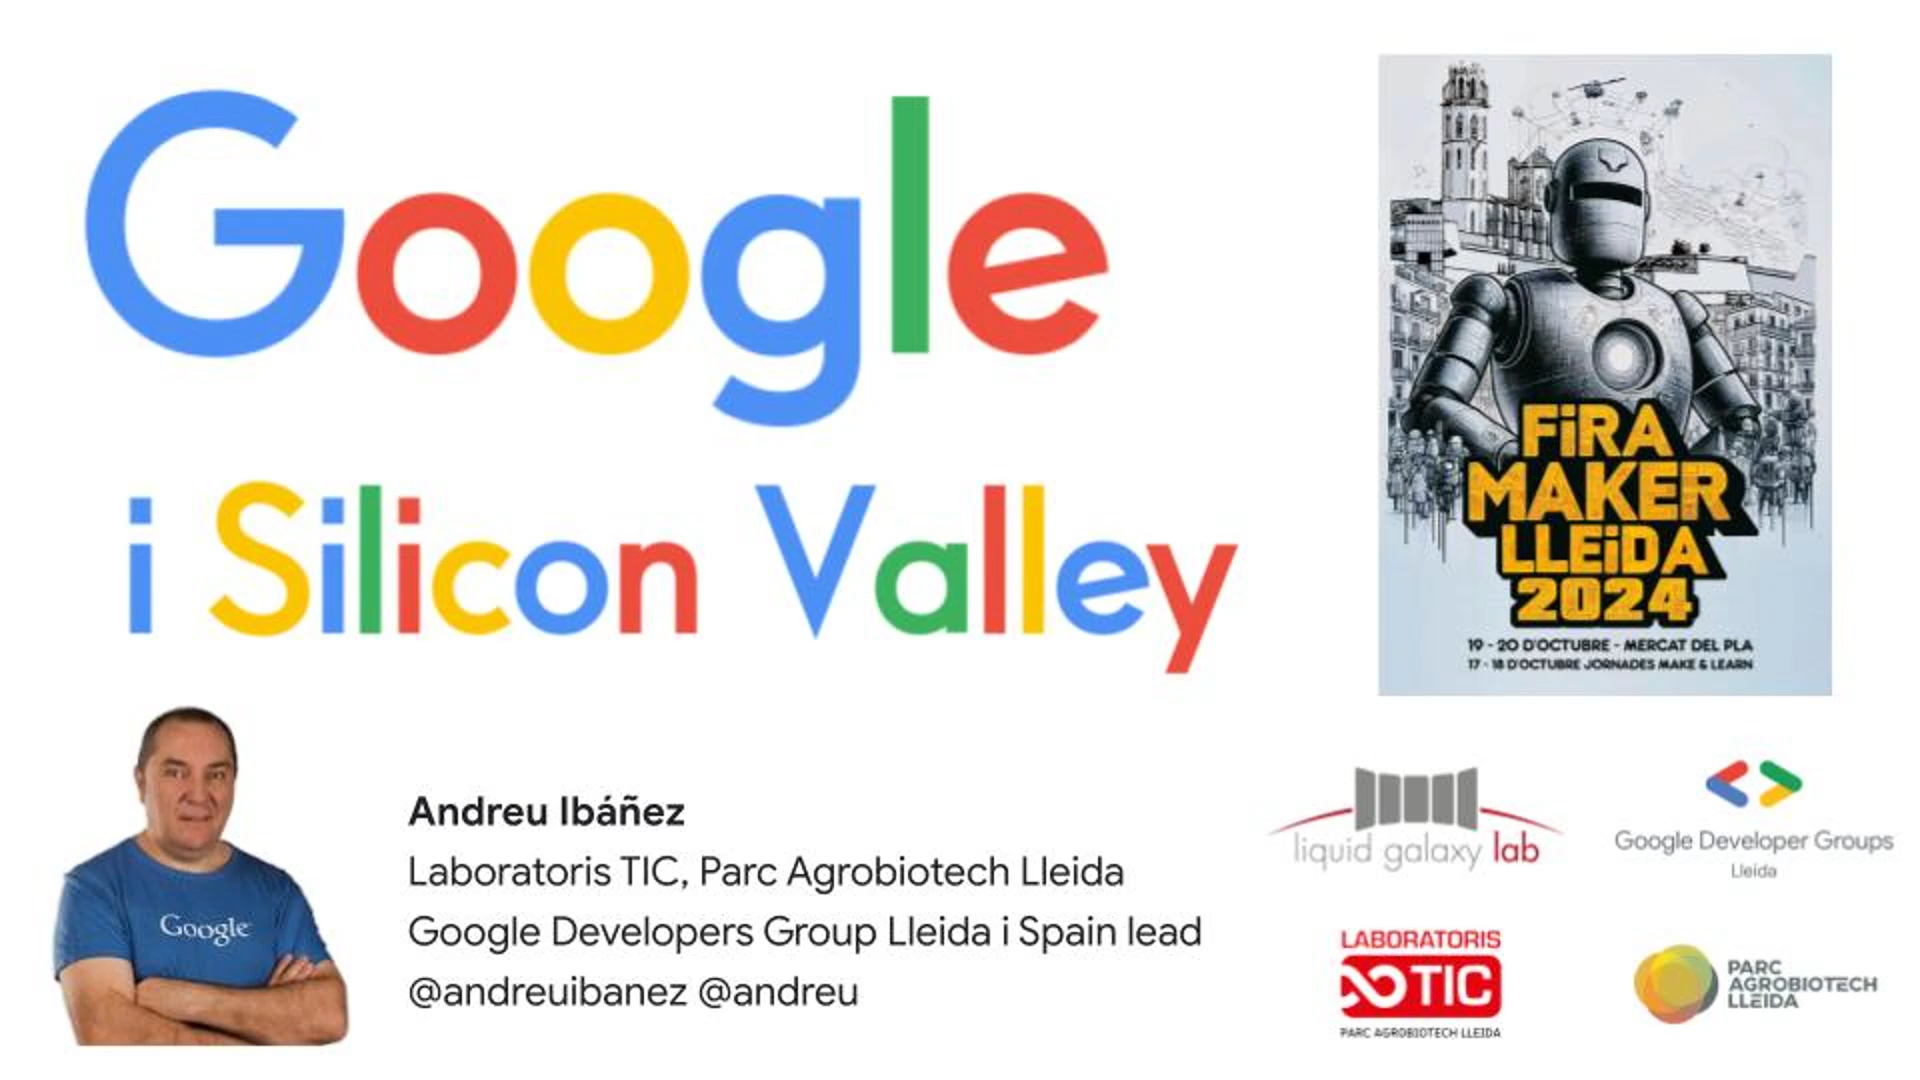 Google
i Silicon Valley
FiRA
MAKER
LLEiDA
2024
19 - 20 D'OCTUBRE - MERCAT DEL PLA
17 - 18 D'OCTUBRE JORNADES MAKE & LEARN
Google
Andreu Ibáñez
Laboratoris TIC, Parc Agrobiotech Lleida
Google Developers Group Lleida i Spain lead
@andreuibanez @andreu
liquid galaxy lab
Google Developer Groups
Lleida
LABORATORIS
TIC
PARC AGROBIOTECH LLEIDA
PARC
AGROBIOTECH
LLEIDA